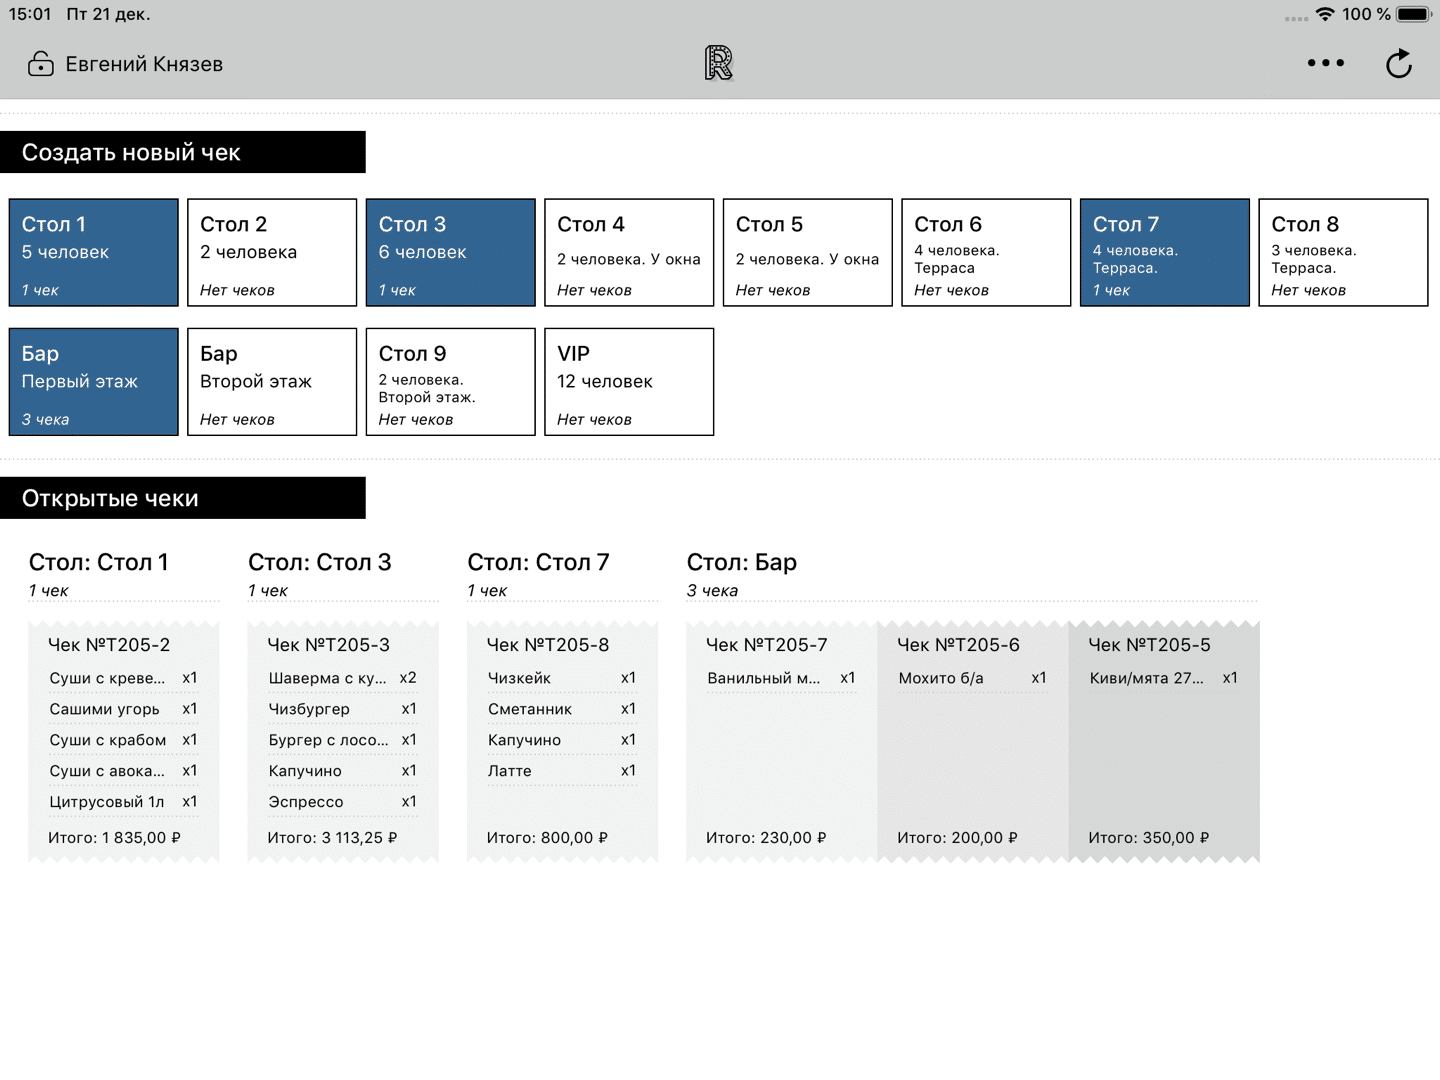 15:01 Пт 21 дек.
100 %
Евгений Князев
R
Создать новый чек
Стол 1
5 человек
1 чек
Стол 2
2 человека
Нет чеков
Стол 3
6 человек
1 чек
Стол 4
2 человека. У окна
Нет чеков
Стол 5
2 человека. У окна
Нет чеков
Стол 6
4 человека.
Терраса
Нет чеков
Стол 7
4 человека.
Терраса.
1 чек
Стол 8
3 человека.
Терраса.
Нет чеков
Бар
Первый этаж
3 чека
Бар
Второй этаж
Нет чеков
Стол 9
2 человека.
Второй этаж.
Нет чеков
VIP
12 человек
Нет чеков
Открытые чеки
Стол: Стол 1
1 чек
Чек №Т205-2
Суши с креве... x1
Сашими угорь x1
Суши с крабом x1
Суши с авока... x1
Цитрусовый 1л x1
Итого: 1 835,00 ₽
Стол: Стол 3
1 чек
Чек №Т205-3
Шаверма с ку... x2
Чизбургер x1
Бургер с лосо... x1
Капучино x1
Эспрессо x1
Итого: 3 113,25 ₽
Стол: Стол 7
1 чек
Чек №Т205-8
Чизкейк x1
Сметанник x1
Капучино x1
Латте x1
Итого: 800,00 ₽
Стол: Бар
3 чека
Чек №Т205-7
Ванильный м... x1
Итого: 230,00 ₽
Чек №Т205-6
Мохито б/а x1
Итого: 200,00 ₽
Чек №Т205-5
Киви/мята 27... x1
Итого: 350,00 ₽